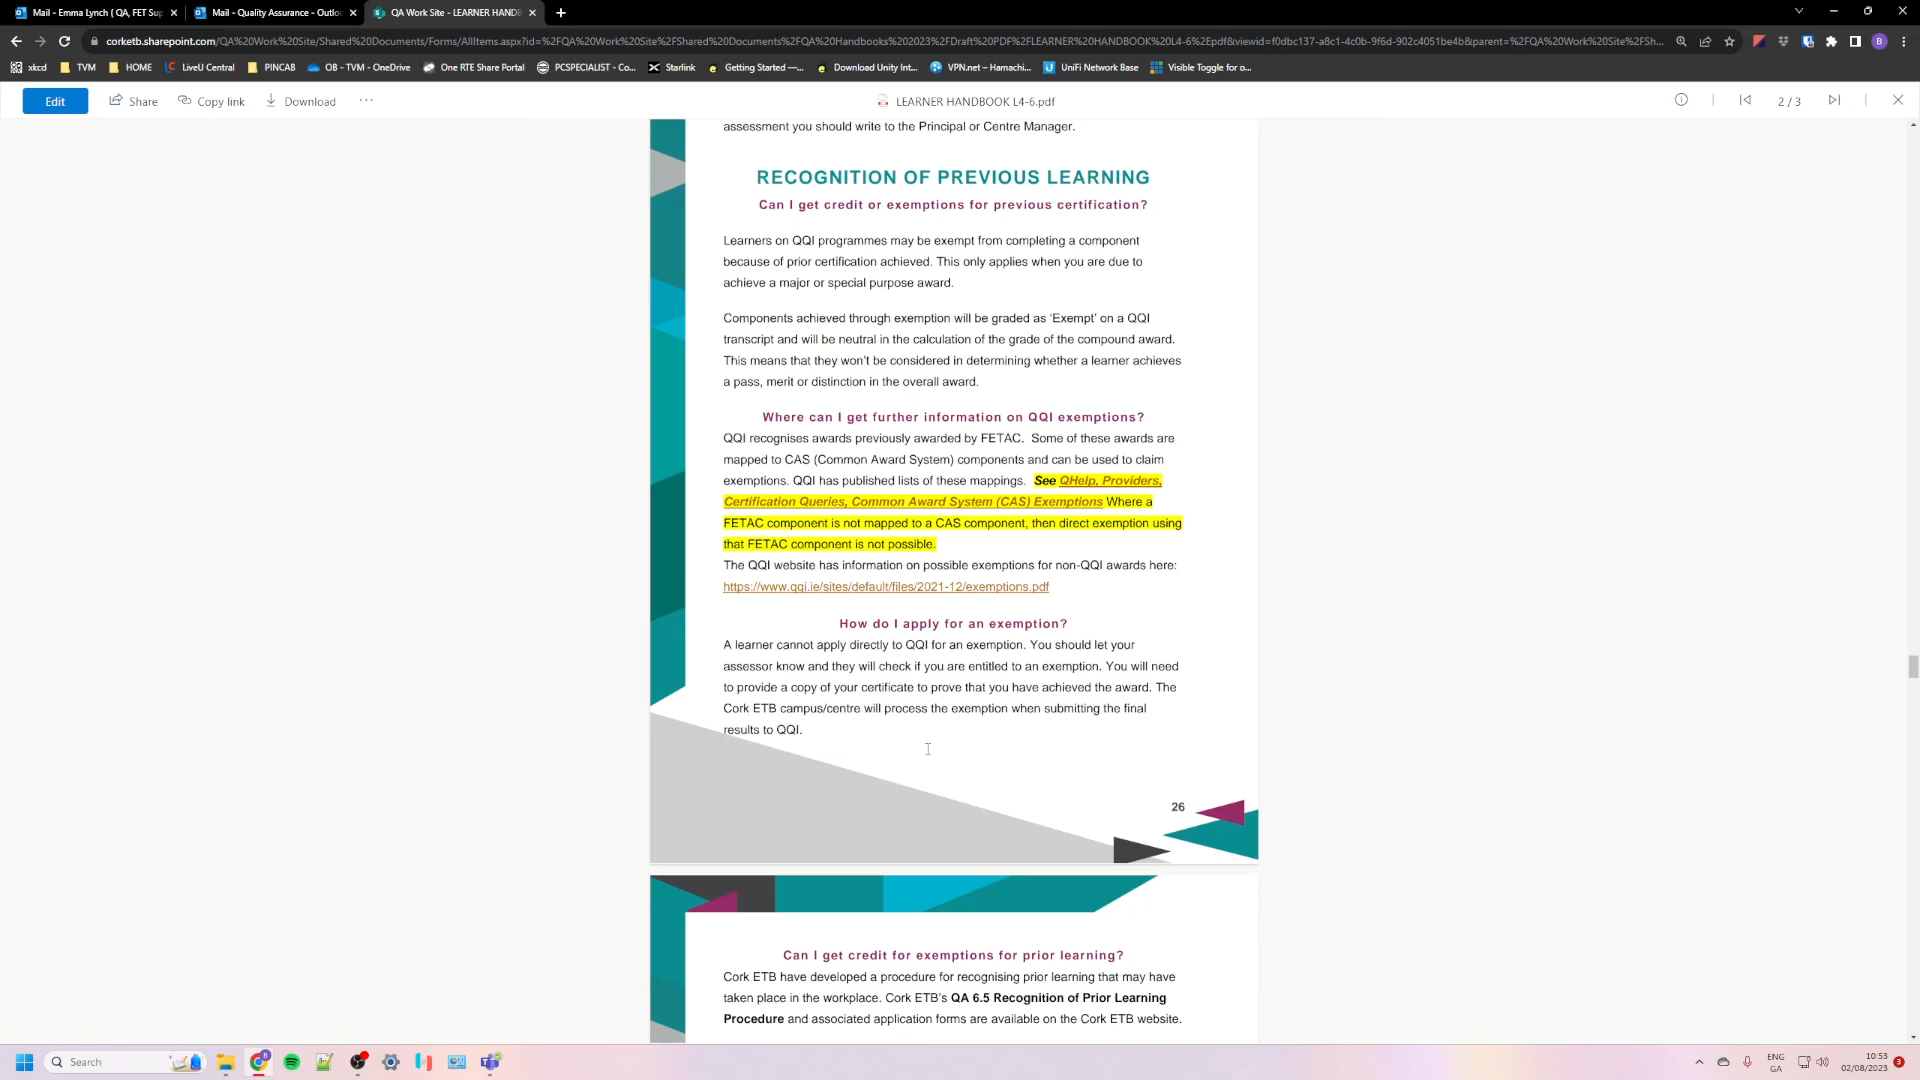 Mail - Emma Lynch ( QA, FET Sup
Mail - Quality Assurance - Outloo
QA Work Site - LEARNER HANDB
corketb.sharepoint.com/QA%20Work%20Site/Shared%20Documents/Forms/AllItems.aspx?id=%2FQA%20Work%20Site%2FShared%20Documents%2FQA%20Handbooks%202023%2FDraft%20PDF%2FLEARNER%20HANDBOOK%20L4-6%2Epdf&viewid=f0dbc137-a8c1-4c0b-9f6d-902c4051be4b&parent=%2FQA%20Work%20Site%2FSh...
xkcd TVM HOME LiveU Central PINCAB OB - TVM - OneDrive One RTE Share Portal PCSPECIALIST - Co... Starlink Getting Started —... Download Unity Int... VPN.net – Hamachi... UniFi Network Base Visible Toggle for o...
Edit Share Copy link Download ··· LEARNER HANDBOOK L4-6.pdf 2 / 3
assessment you should write to the Principal or Centre Manager.
RECOGNITION OF PREVIOUS LEARNING
Can I get credit or exemptions for previous certification?
Learners on QQI programmes may be exempt from completing a component
because of prior certification achieved. This only applies when you are due to
achieve a major or special purpose award.
Components achieved through exemption will be graded as ‘Exempt’ on a QQI
transcript and will be neutral in the calculation of the grade of the compound award.
This means that they won’t be considered in determining whether a learner achieves
a pass, merit or distinction in the overall award.
Where can I get further information on QQI exemptions?
QQI recognises awards previously awarded by FETAC. Some of these awards are
mapped to CAS (Common Award System) components and can be used to claim
exemptions. QQI has published lists of these mappings. See QHelp, Providers,
Certification Queries, Common Award System (CAS) Exemptions Where a
FETAC component is not mapped to a CAS component, then direct exemption using
that FETAC component is not possible.
The QQI website has information on possible exemptions for non-QQI awards here:
https://www.qqi.ie/sites/default/files/2021-12/exemptions.pdf
How do I apply for an exemption?
A learner cannot apply directly to QQI for an exemption. You should let your
assessor know and they will check if you are entitled to an exemption. You will need
to provide a copy of your certificate to prove that you have achieved the award. The
Cork ETB campus/centre will process the exemption when submitting the final
results to QQI.
26
Can I get credit for exemptions for prior learning?
Cork ETB have developed a procedure for recognising prior learning that may have
taken place in the workplace. Cork ETB’s QA 6.5 Recognition of Prior Learning
Procedure and associated application forms are available on the Cork ETB website.
Search
ENG
GA
10:53
02/08/2023
3